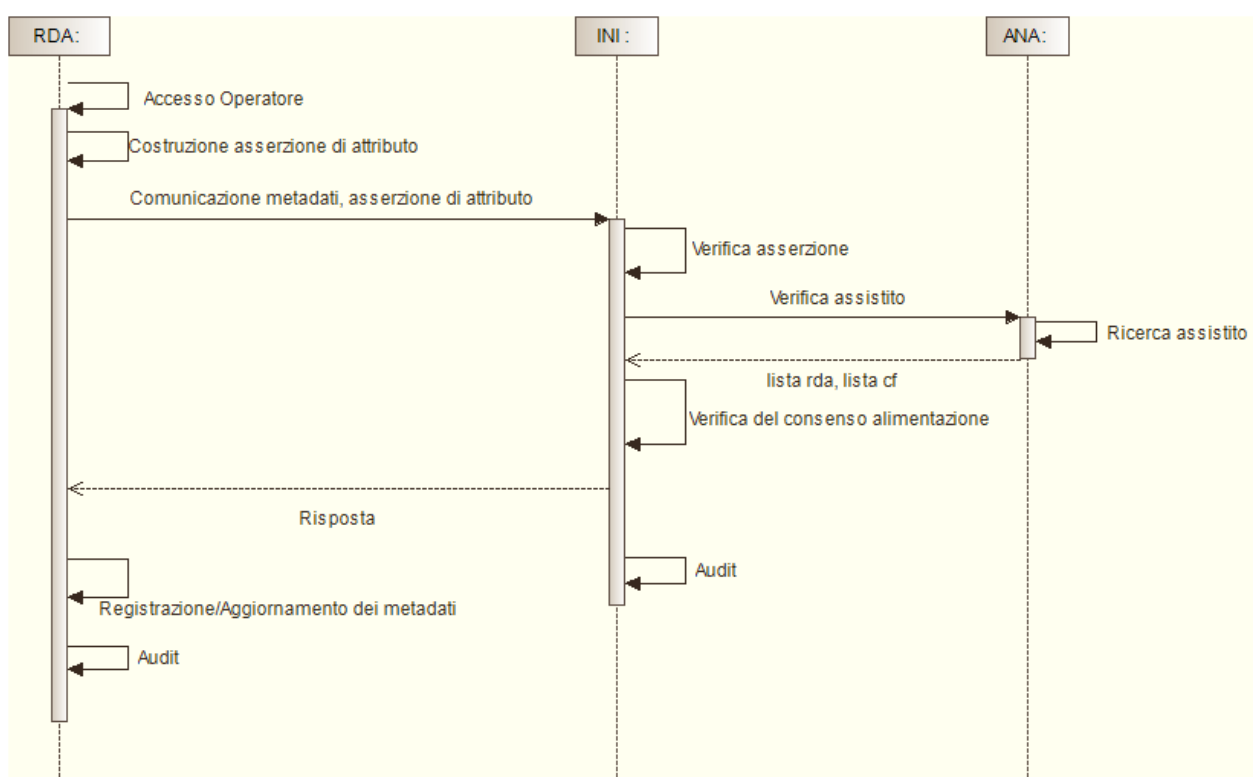 RDA:
INI :
ANA:
Accesso Operatore
Costruzione asserzione di attributo
Comunicazione metadati, asserzione di attributo
Verifica asserzione
Verifica assistito
Ricerca assistito
lista rda, lista cf
Verifica del consenso alimentazione
Risposta
Audit
Registrazione/Aggiornamento dei metadati
Audit